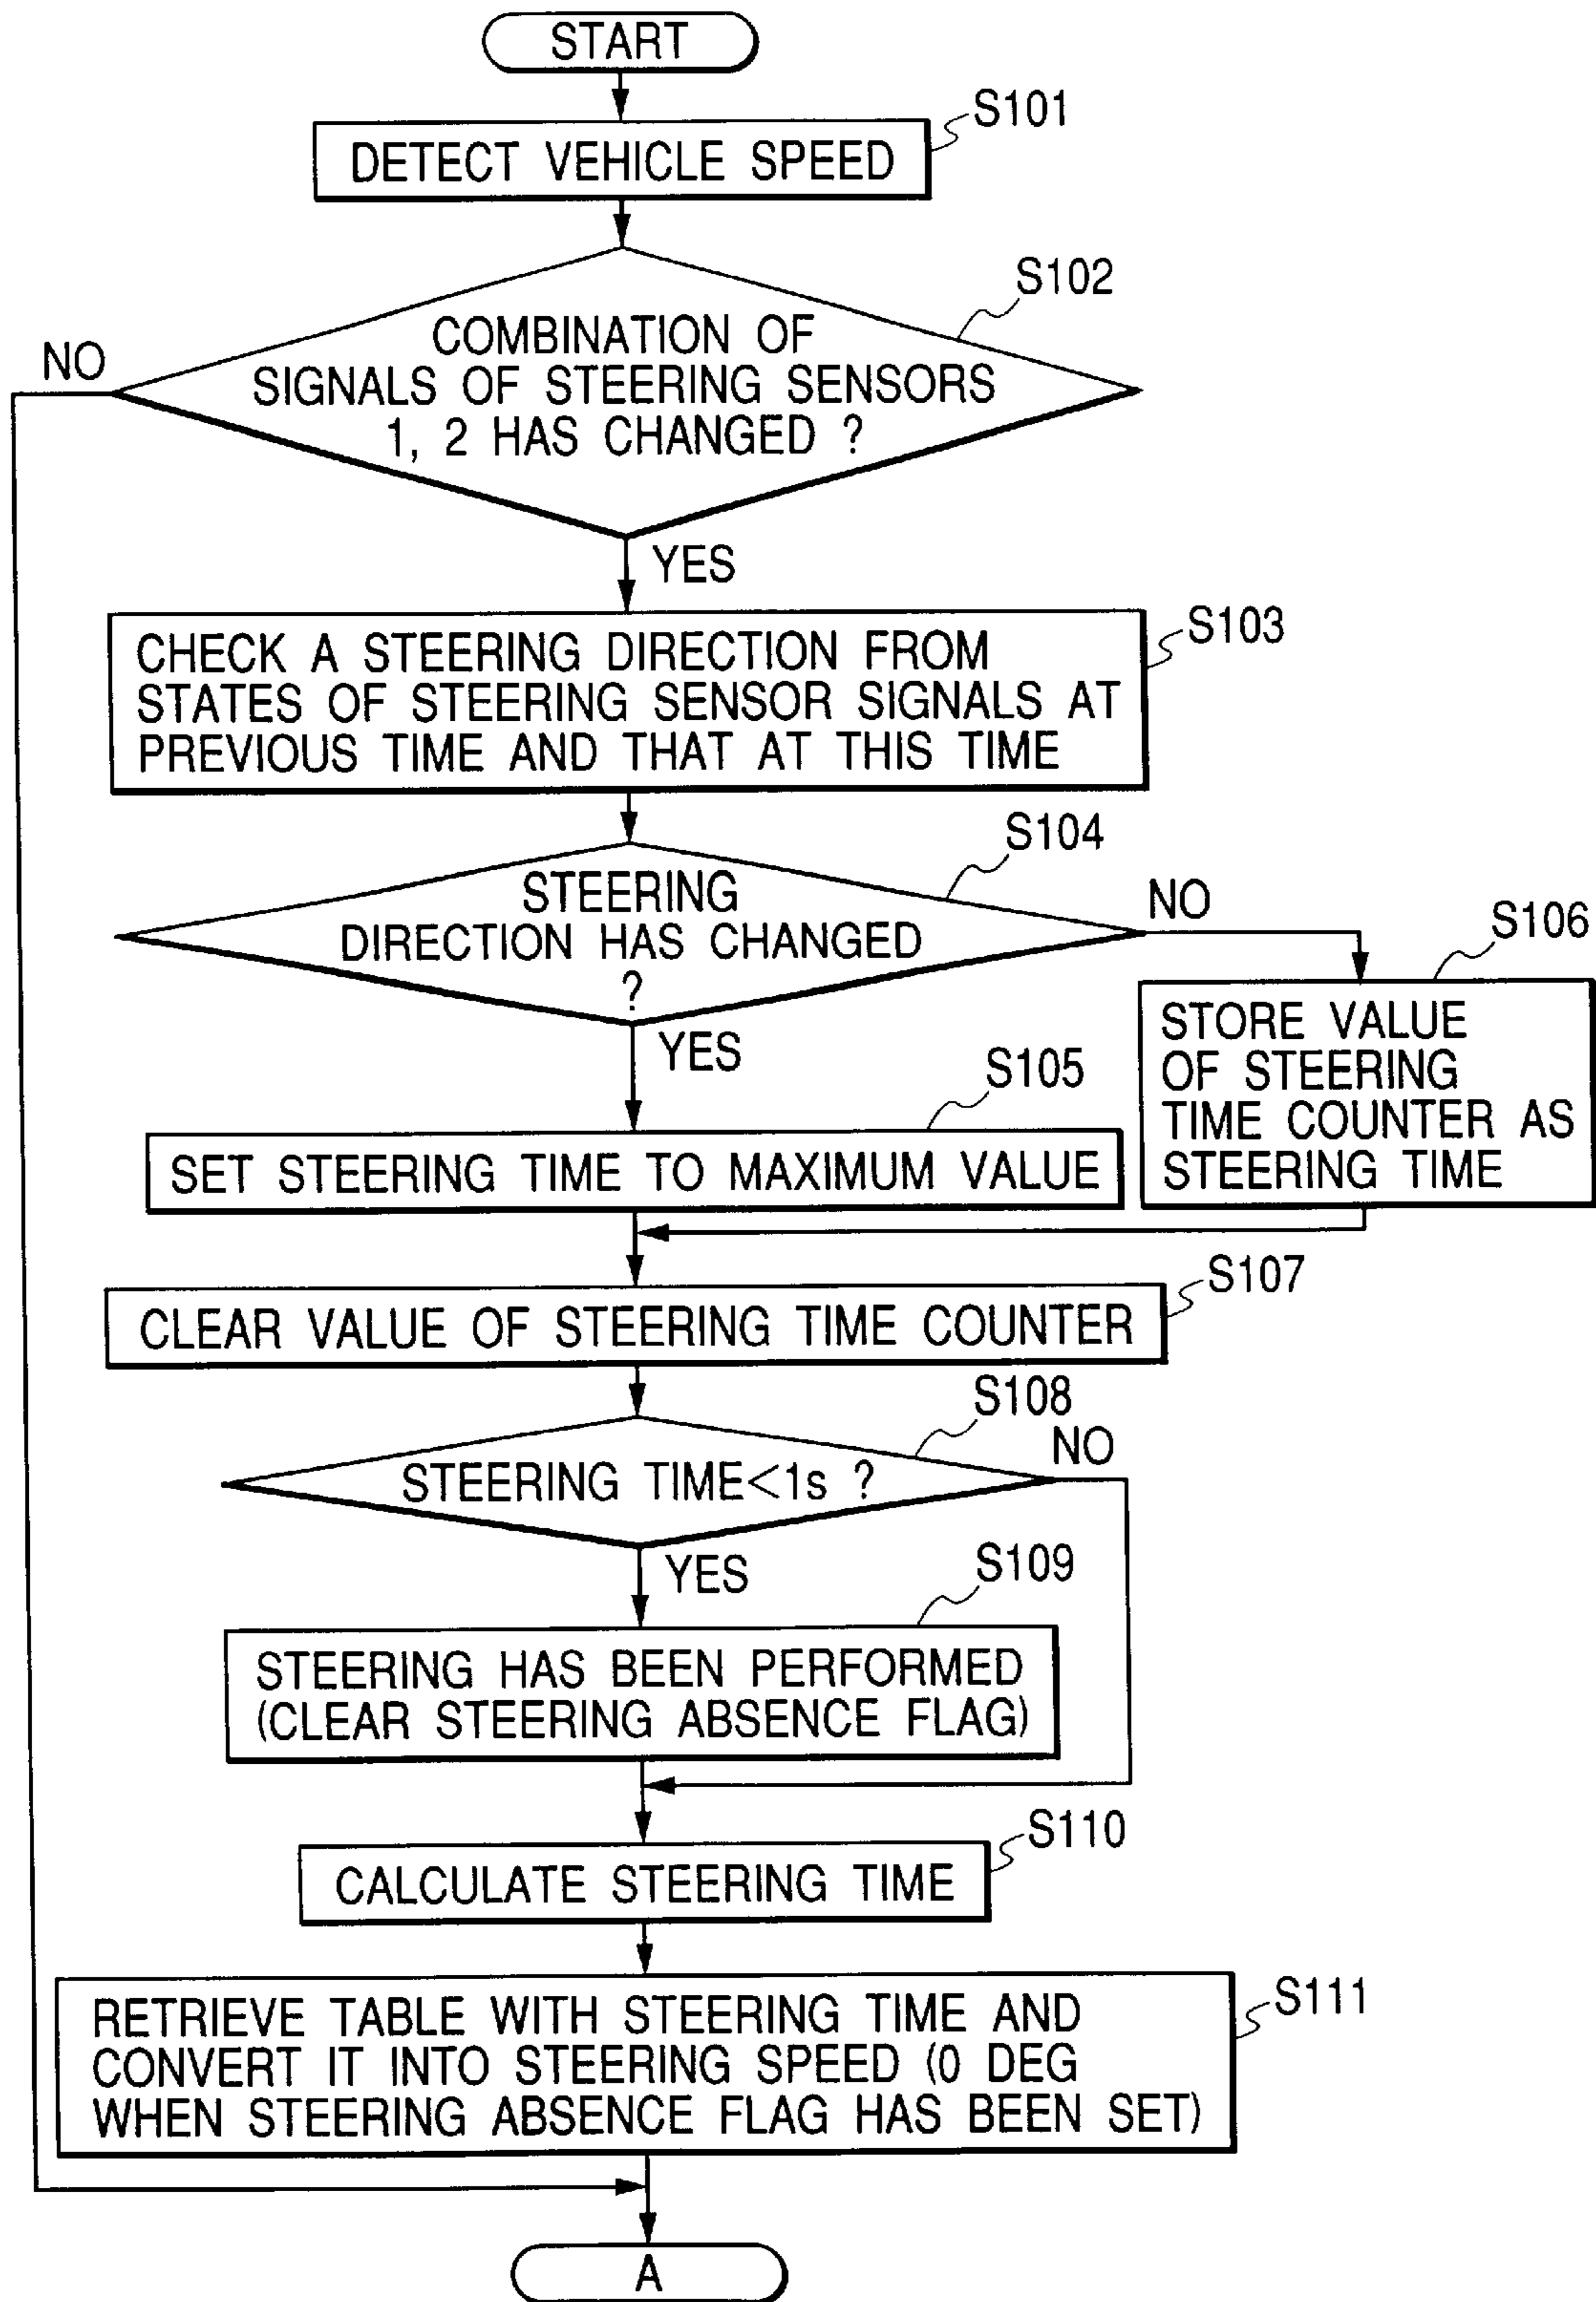 START
S101
DETECT VEHICLE SPEED
S102
COMBINATION OF
SIGNALS OF STEERING SENSORS
1, 2 HAS CHANGED ?
NO
YES
S103
CHECK A STEERING DIRECTION FROM
STATES OF STEERING SENSOR SIGNALS AT
PREVIOUS TIME AND THAT AT THIS TIME
S104
STEERING
DIRECTION HAS CHANGED
?
NO
YES
S106
STORE VALUE
OF STEERING
TIME COUNTER AS
STEERING TIME
S105
SET STEERING TIME TO MAXIMUM VALUE
S107
CLEAR VALUE OF STEERING TIME COUNTER
S108
STEERING TIME<1s ?
NO
YES
S109
STEERING HAS BEEN PERFORMED
(CLEAR STEERING ABSENCE FLAG)
S110
CALCULATE STEERING TIME
S111
RETRIEVE TABLE WITH STEERING TIME AND
CONVERT IT INTO STEERING SPEED (0 DEG
WHEN STEERING ABSENCE FLAG HAS BEEN SET)
A